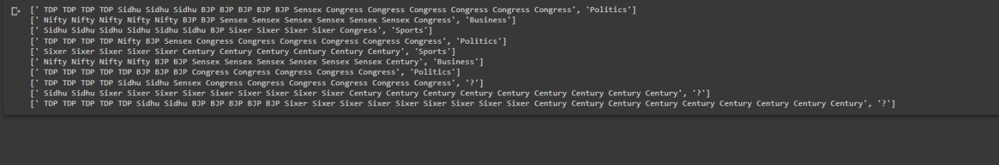 [' TDP TDP TDP TDP Sidhu Sidhu Sidhu BJP BJP BJP BJP BJP Sensex Congress Congress Congress Congress Congress Congress', 'Politics']
[' Nifty Nifty Nifty Nifty Nifty BJP BJP Sensex Sensex Sensex Sensex Sensex Sensex Congress', 'Business']
[' Sidhu Sidhu Sidhu Sidhu Sidhu Sidhu BJP Sixer Sixer Sixer Sixer Congress', 'Sports']
[' TDP TDP TDP TDP Nifty BJP Sensex Congress Congress Congress Congress Congress Congress', 'Politics']
[' Sixer Sixer Sixer Sixer Sixer Century Century Century Century Century Century', 'Sports']
[' Nifty Nifty Nifty Nifty BJP BJP Sensex Sensex Sensex Sensex Sensex Sensex Century', 'Business']
[' TDP TDP TDP TDP TDP BJP BJP BJP Congress Congress Congress Congress Congress', 'Politics']
[' TDP TDP TDP TDP Sidhu Sidhu Sensex Congress Congress Congress Congress Congress Congress', '?']
[' Sidhu Sidhu Sixer Sixer Sixer Sixer Sixer Sixer Sixer Sixer Sixer Century Century Century Century Century Century Century Century Century', '?']
[' TDP TDP TDP TDP TDP Sidhu Sidhu BJP BJP BJP BJP BJP Sixer Sixer Sixer Sixer Sixer Sixer Sixer Sixer Sixer Century Century Century Century Century Century Century Century Century', '?']